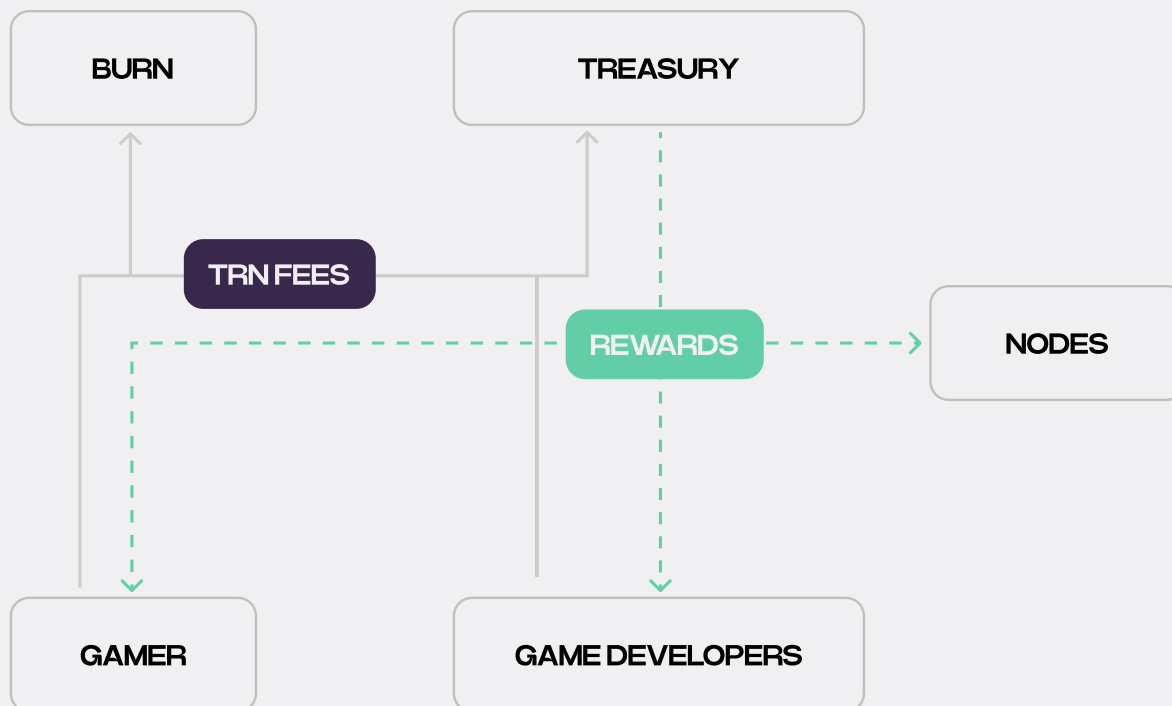 BURN
TREASURY
TRN FEES
REWARDS
NODES
GAMER
GAME DEVELOPERS